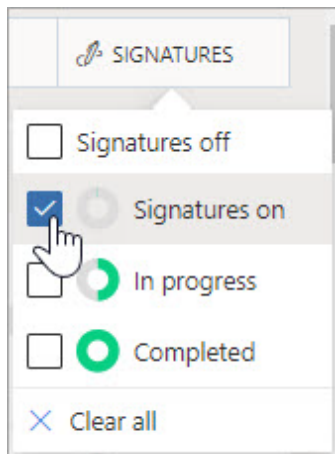 SIGNATURES
Signatures off
Signatures on
In progress
Completed
Clear all